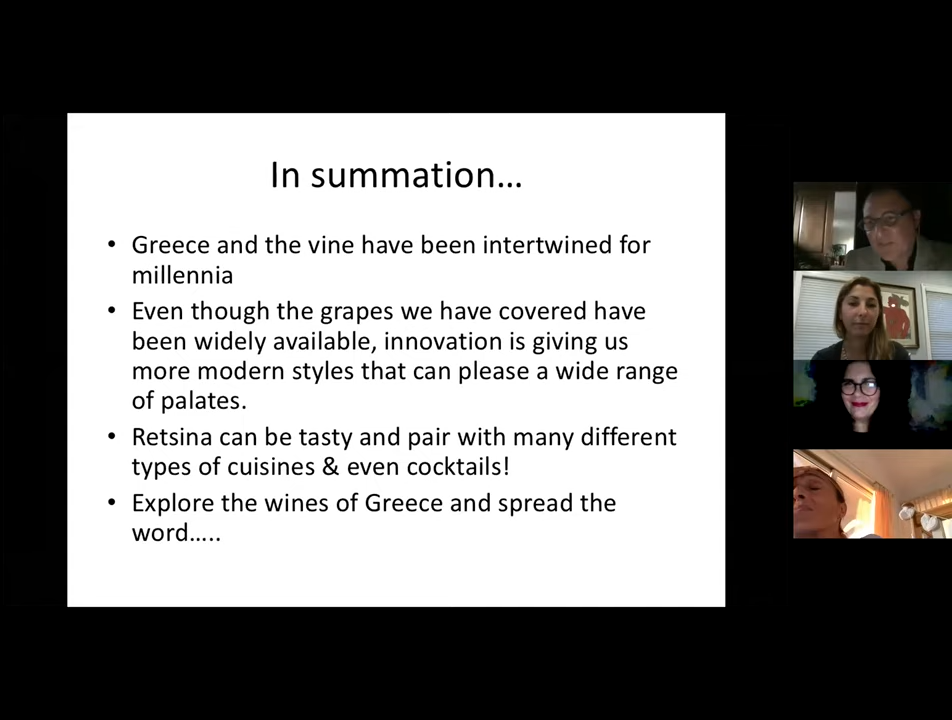 In summation…
• Greece and the vine have been intertwined for
millennia
• Even though the grapes we have covered have
been widely available, innovation is giving us
more modern styles that can please a wide range
of palates.
• Retsina can be tasty and pair with many different
types of cuisines & even cocktails!
• Explore the wines of Greece and spread the
word…..